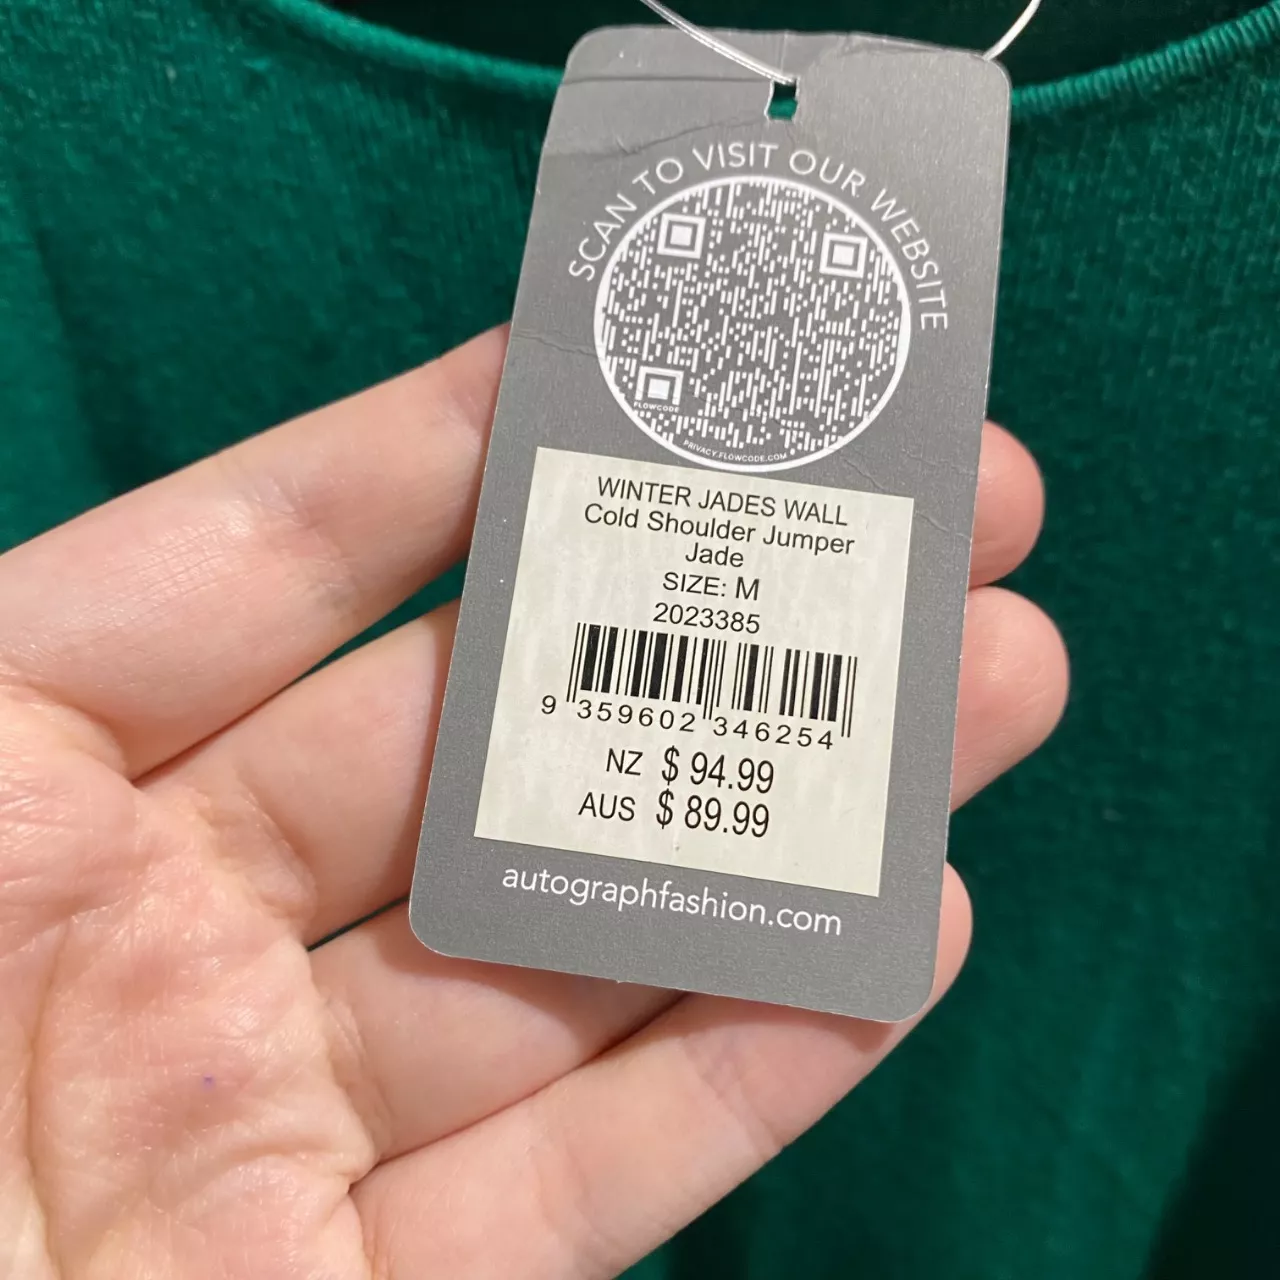 SCAN TO VISIT OUR WEBSITE
FLOWCODE
PRIVACY.FLOWCODE.COM
WINTER JADES WALL
Cold Shoulder Jumper
Jade
SIZE: M
2023385
9 359602 346254
NZ $ 94.99
AUS $ 89.99
autographfashion.com